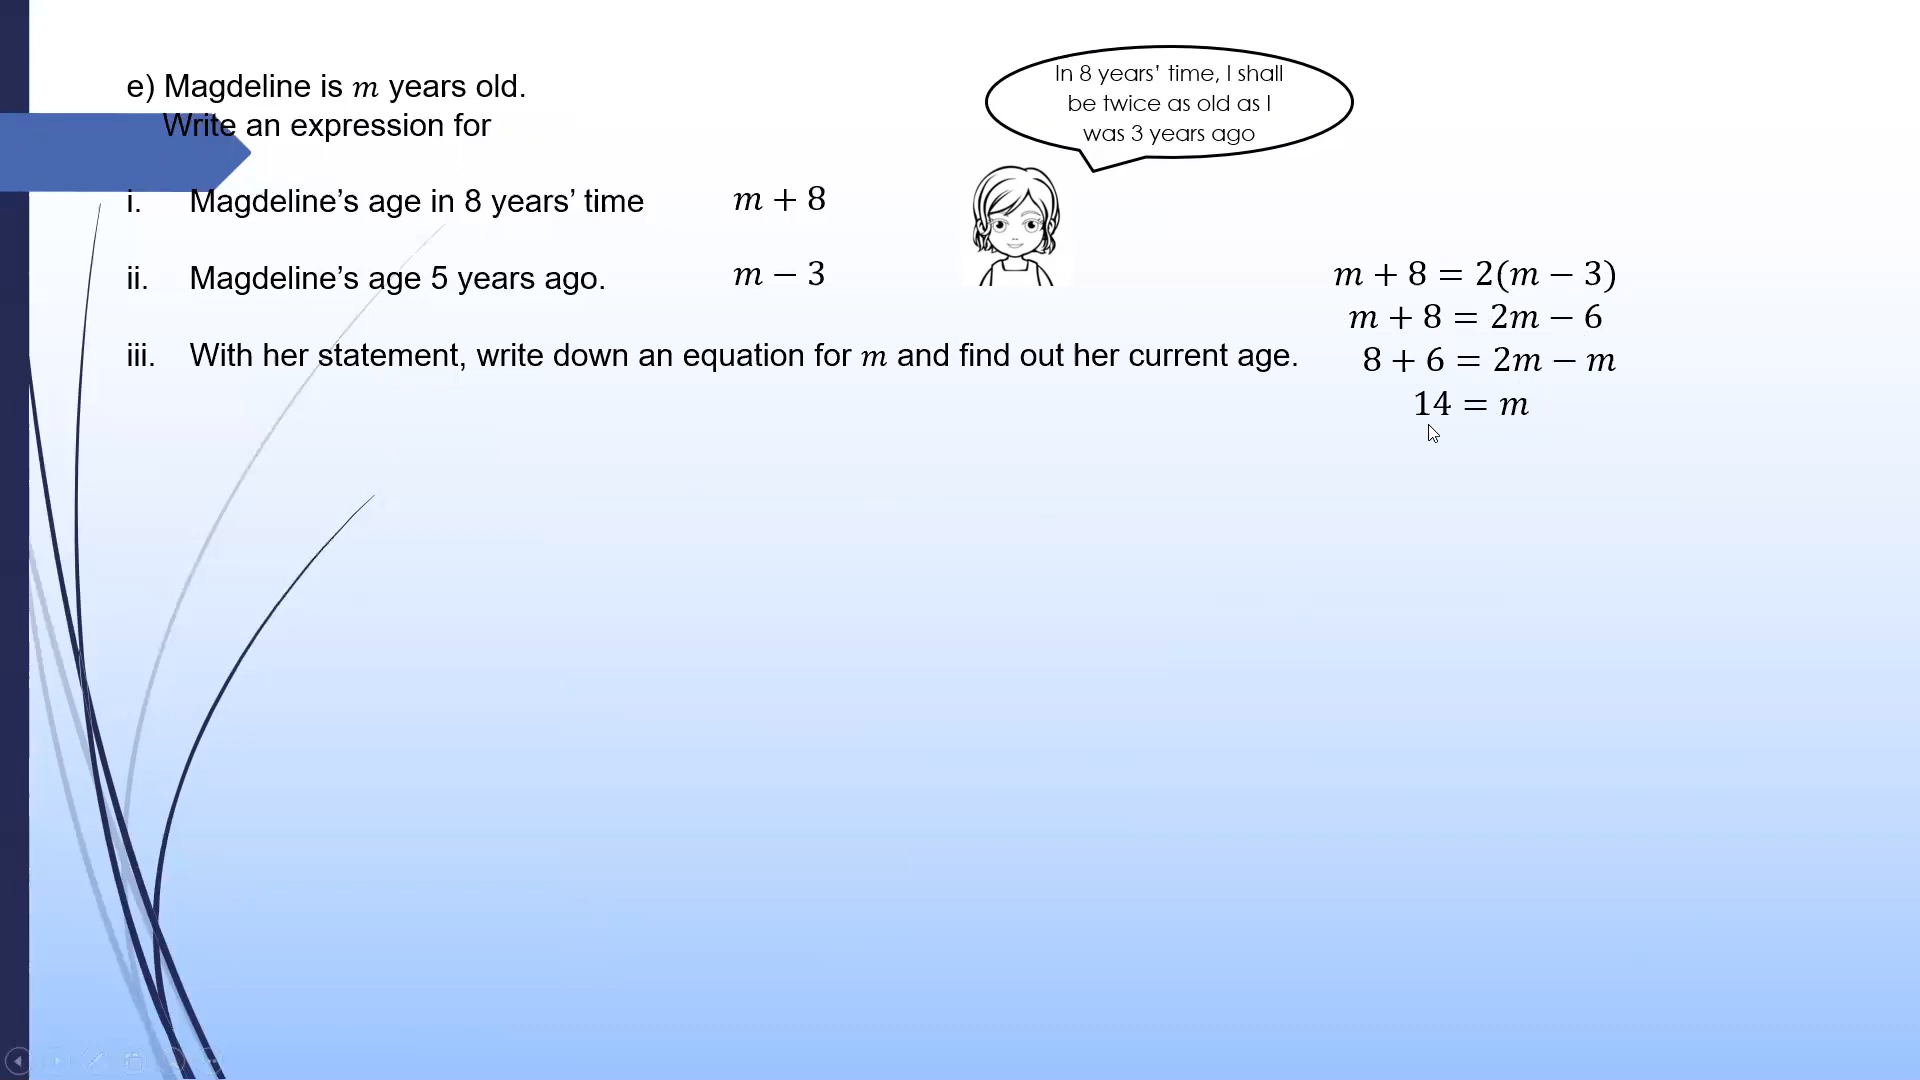 e) Magdeline is 𝑚 years old.
Write an expression for
In 8 years’ time, I shall
be twice as old as I
was 3 years ago
i. Magdeline’s age in 8 years’ time 𝑚 + 8
ii. Magdeline’s age 5 years ago. 𝑚 − 3
iii. With her statement, write down an equation for 𝑚 and find out her current age.
𝑚 + 8 = 2(𝑚 − 3)
𝑚 + 8 = 2𝑚 − 6
8 + 6 = 2𝑚 − 𝑚
14 = 𝑚